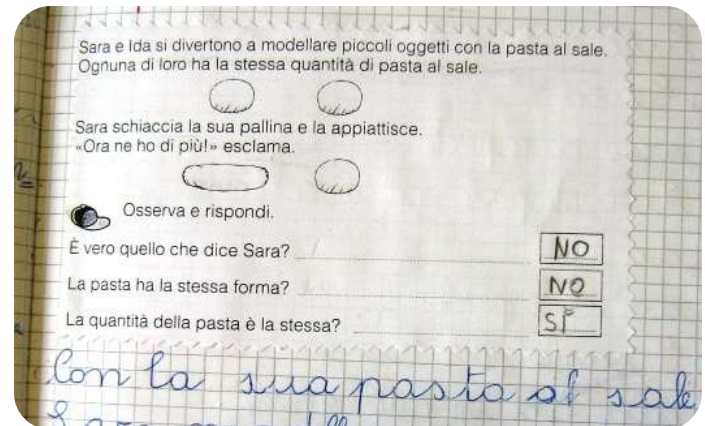 Sara e Ida si divertono a modellare piccoli oggetti con la pasta al sale.
Ognuna di loro ha la stessa quantità di pasta al sale.
Sara schiaccia la sua pallina e la appiattisce.
«Ora ne ho di più!» esclama.
Osserva e rispondi.
È vero quello che dice Sara? NO
La pasta ha la stessa forma? NO
La quantità della pasta è la stessa? SÌ
Con la sua pasta al sale